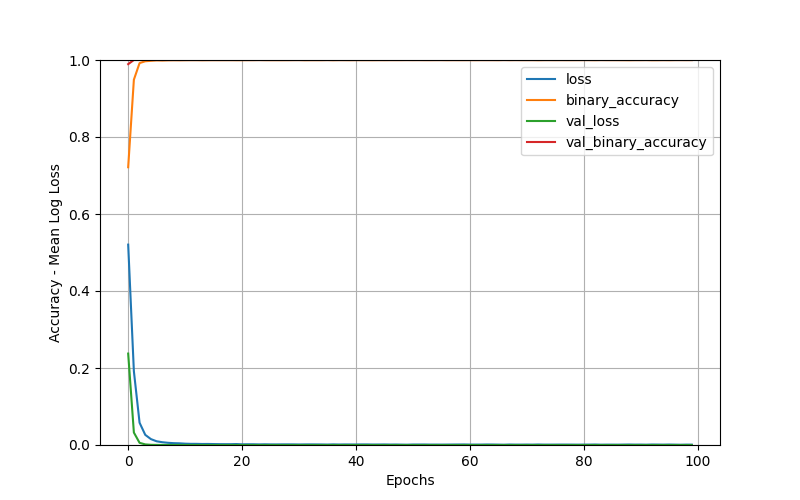 1.0
0.8
0.6
0.4
0.2
0.0
Accuracy - Mean Log Loss
loss
binary_accuracy
val_loss
val_binary_accuracy
0 20 40 60 80 100
Epochs